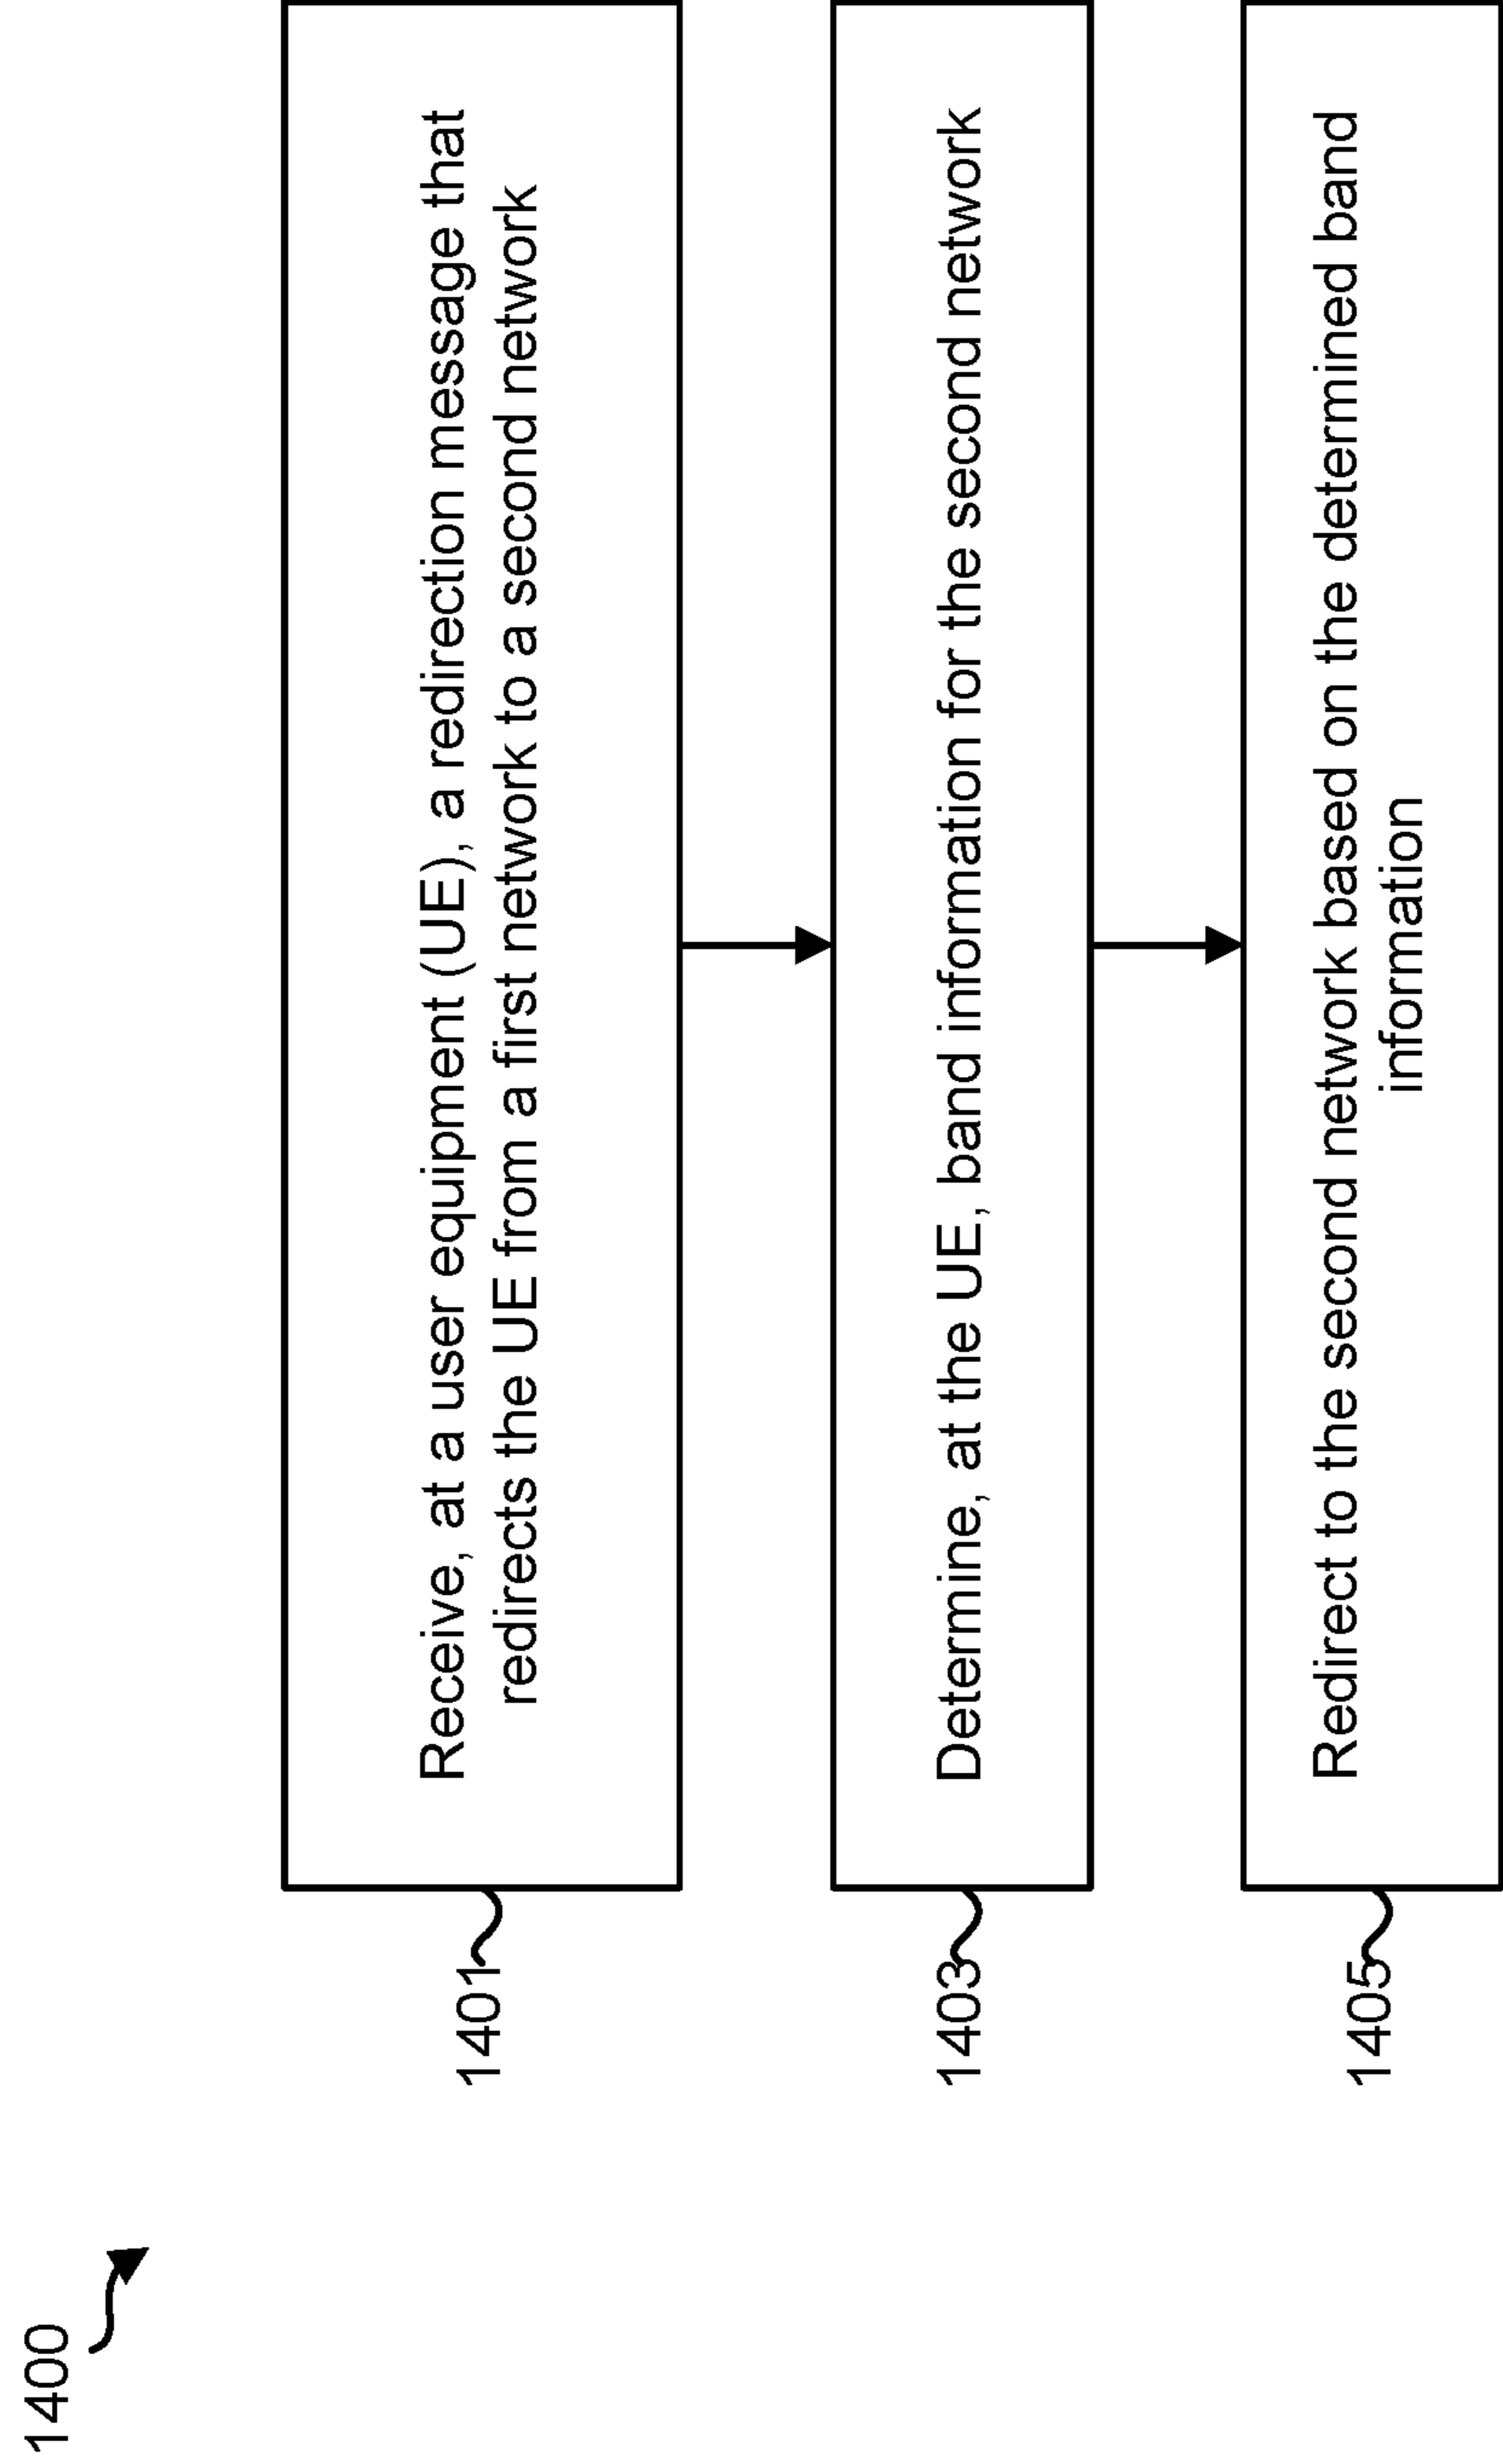 1400
1401
Receive, at a user equipment (UE), a redirection message that
redirects the UE from a first network to a second network
1403
Determine, at the UE, band information for the second network
1405
Redirect to the second network based on the determined band
information